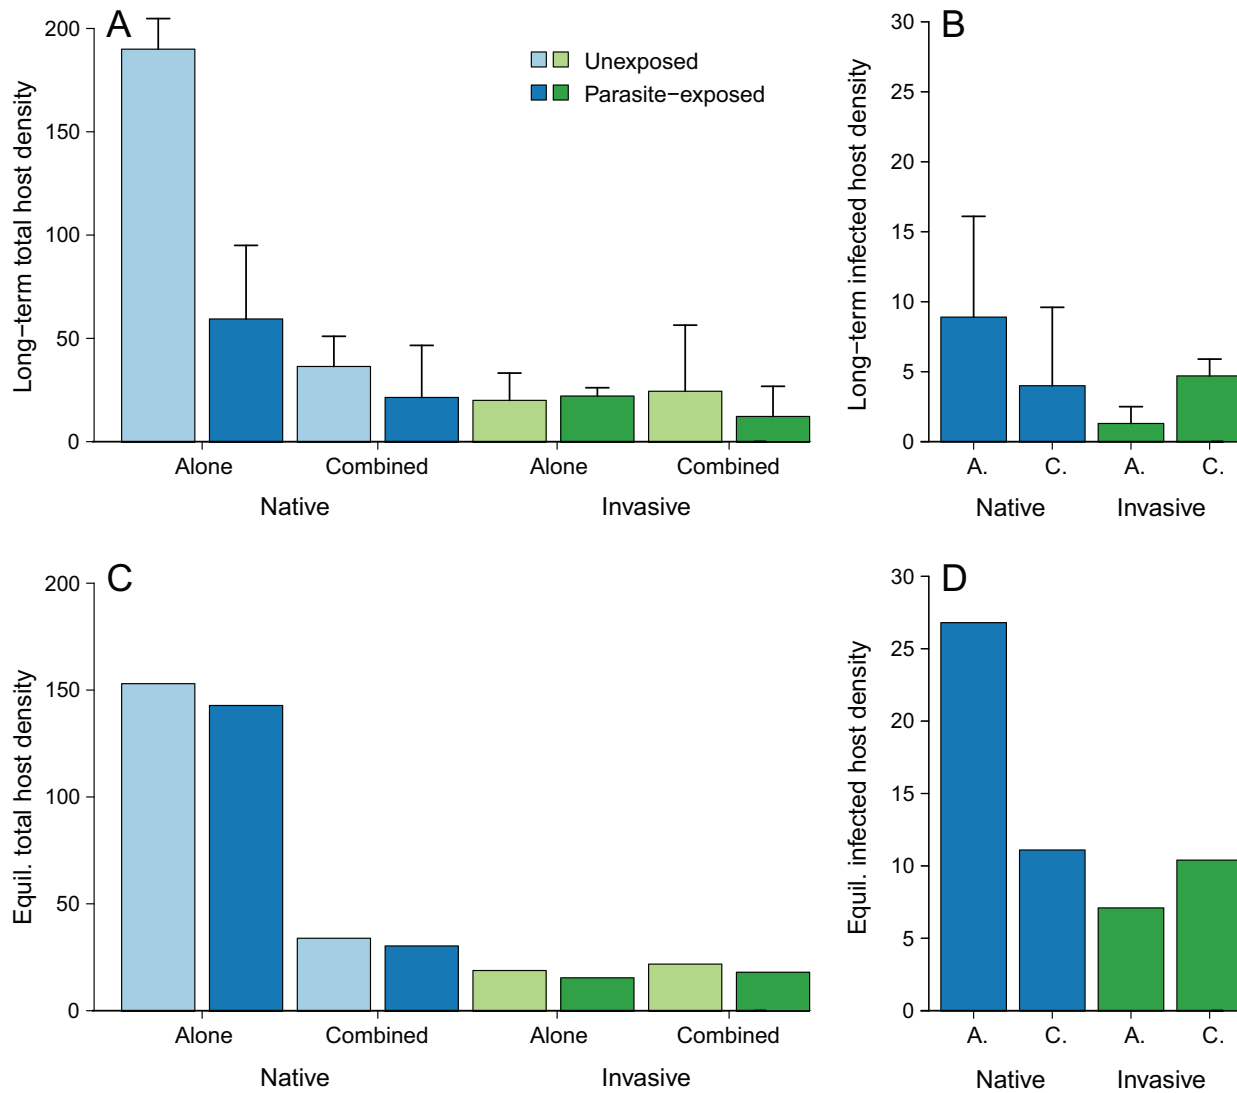 A
Long−term total host density
200
150
100
50
0
Unexposed
Parasite−exposed
Alone
Combined
Alone
Combined
Native
Invasive
B
Long−term infected host density
30
25
20
15
10
5
0
A.
C.
A.
C.
Native
Invasive
C
Equil. total host density
200
150
100
50
0
Alone
Combined
Alone
Combined
Native
Invasive
D
Equil. infected host density
30
25
20
15
10
5
0
A.
C.
A.
C.
Native
Invasive